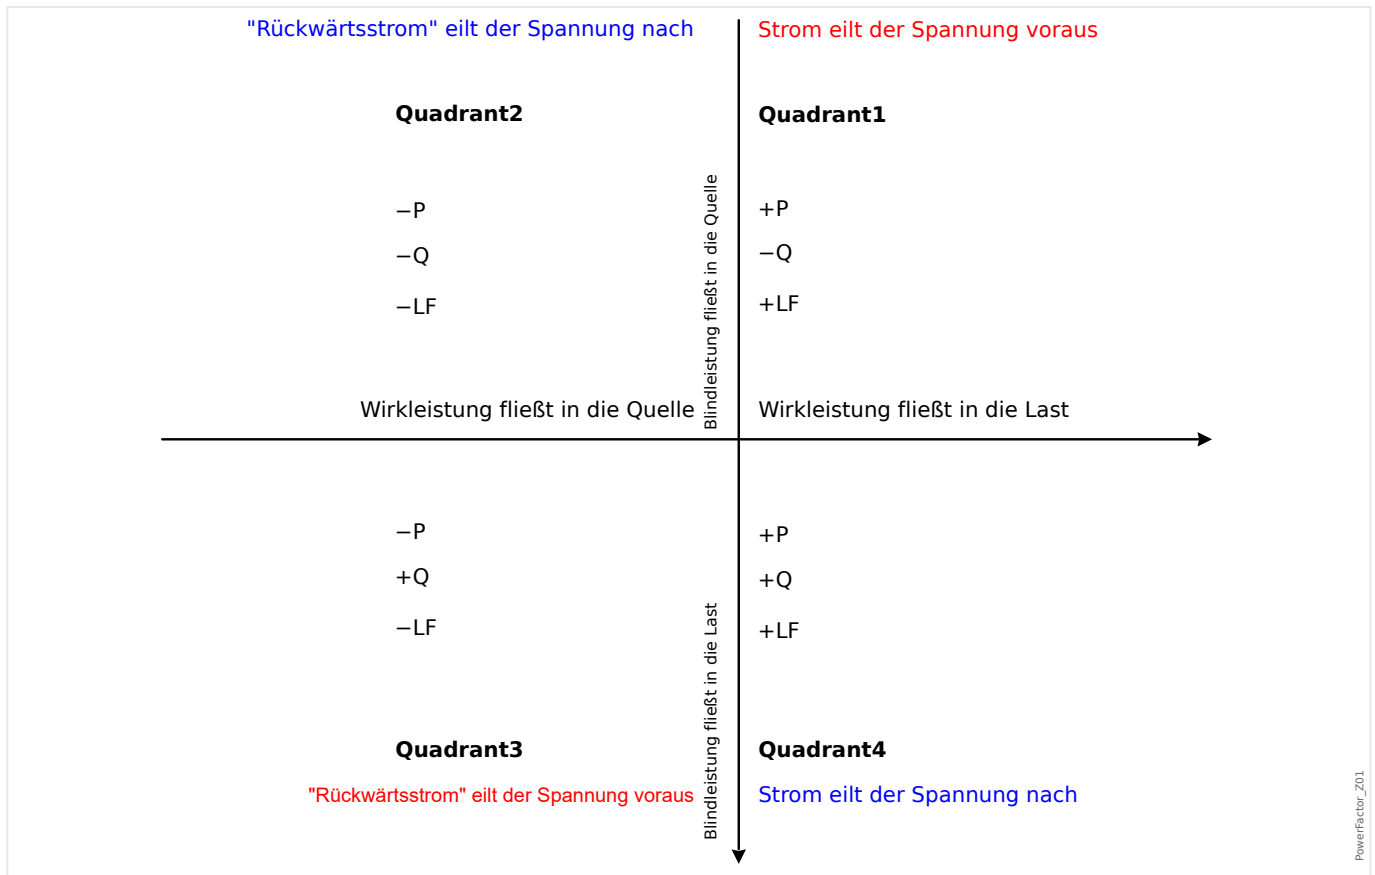 "Rückwärtsstrom" eilt der Spannung nach
Strom eilt der Spannung voraus
Quadrant2
Quadrant1
−P
−Q
−LF
+P
−Q
+LF
Blindleistung fließt in die Quelle
Wirkleistung fließt in die Quelle
Wirkleistung fließt in die Last
−P
+Q
−LF
+P
+Q
+LF
Blindleistung fließt in die Last
Quadrant3
Quadrant4
"Rückwärtsstrom" eilt der Spannung voraus
Strom eilt der Spannung nach
PowerFactor_Z01